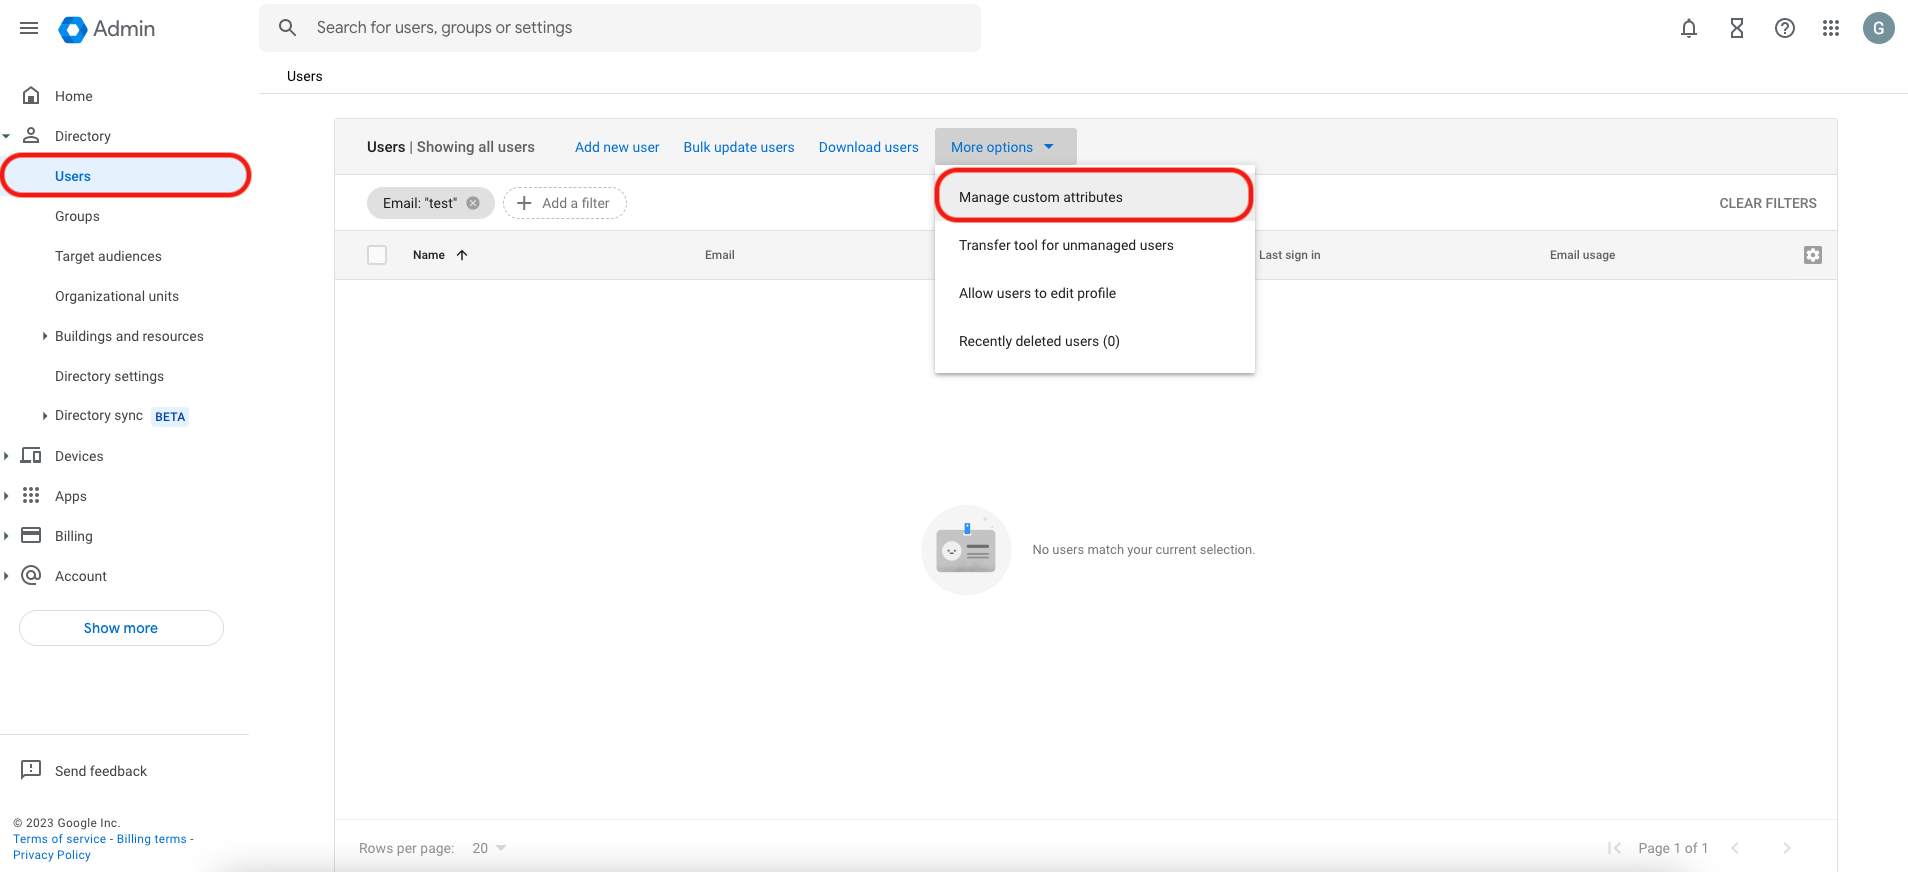 Admin
Search for users, groups or settings
G
Users
Home
Directory
Users
Groups
Target audiences
Organizational units
Buildings and resources
Directory settings
Directory sync BETA
Devices
Apps
Billing
Account
Show more
Send feedback
© 2023 Google Inc.
Terms of service - Billing terms -
Privacy Policy
Users | Showing all users Add new user Bulk update users Download users More options
Email: "test" Add a filter CLEAR FILTERS
Manage custom attributes
Transfer tool for unmanaged users
Allow users to edit profile
Recently deleted users (0)
Name Email Last sign in Email usage
No users match your current selection.
Rows per page: 20 Page 1 of 1